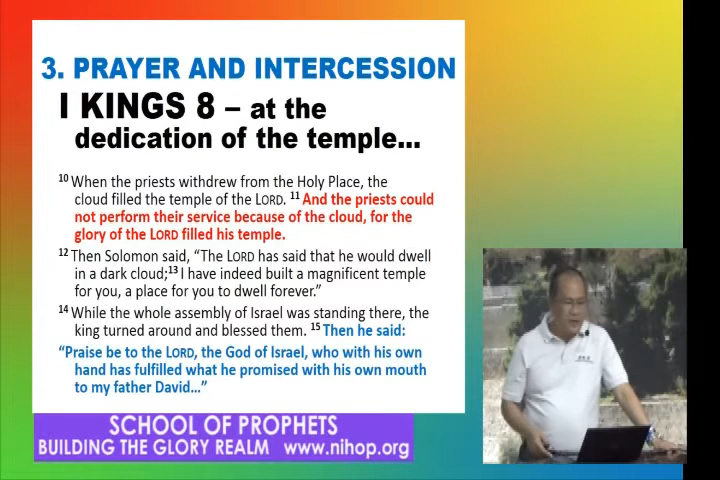 3. PRAYER AND INTERCESSION
I KINGS 8 – at the
dedication of the temple...
10 When the priests withdrew from the Holy Place, the
cloud filled the temple of the LORD. 11 And the priests could
not perform their service because of the cloud, for the
glory of the LORD filled his temple.
12 Then Solomon said, “The LORD has said that he would dwell
in a dark cloud;13 I have indeed built a magnificent temple
for you, a place for you to dwell forever.”
14 While the whole assembly of Israel was standing there, the
king turned around and blessed them. 15 Then he said:
“Praise be to the LORD, the God of Israel, who with his own
hand has fulfilled what he promised with his own mouth
to my father David...”
SCHOOL OF PROPHETS
BUILDING THE GLORY REALM www.nihop.org